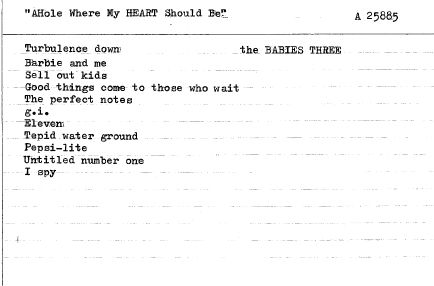 "AHole Where My HEART Should Be" A 25885
Turbulence down the BABIES THREE
Barbie and me
Sell out kids
Good things come to those who wait
The perfect notes
g.i.
Eleven
Tepid water ground
Pepsi-lite
Untitled number one
I spy